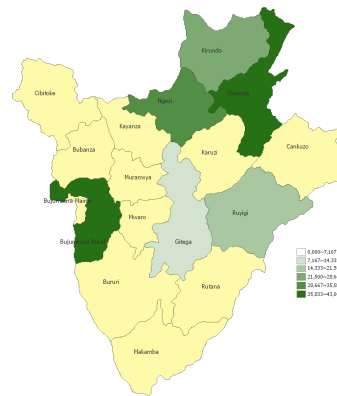 Kirundo
Cibitoke
Muyinga
Ngozi
Kayanza
Cankuzo
Bubanza
Karuzi
Muramvya
Bujumbura Mairie
Mwaro
Ruyigi
Bujumbura Rural
Gitega
Bururi
Rutana
Makamba
0,000~7,167
7,167~14,33
14,333~21,5
21,500~28,6
28,667~35,8
35,833~43,0